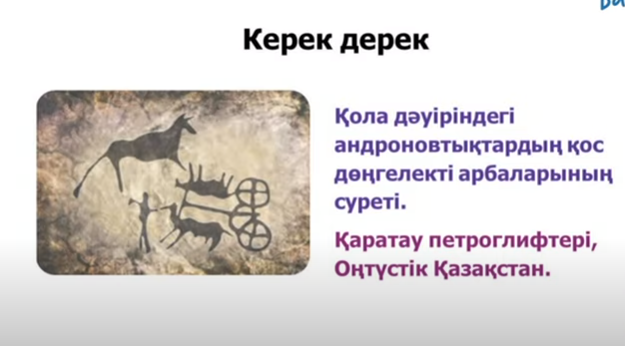 Керек дерек
Қола дәуіріндегі
андроновтықтардың қос
дөңгелекті арбаларының
суреті.
Қаратау петроглифтері,
Оңтүстік Қазақстан.